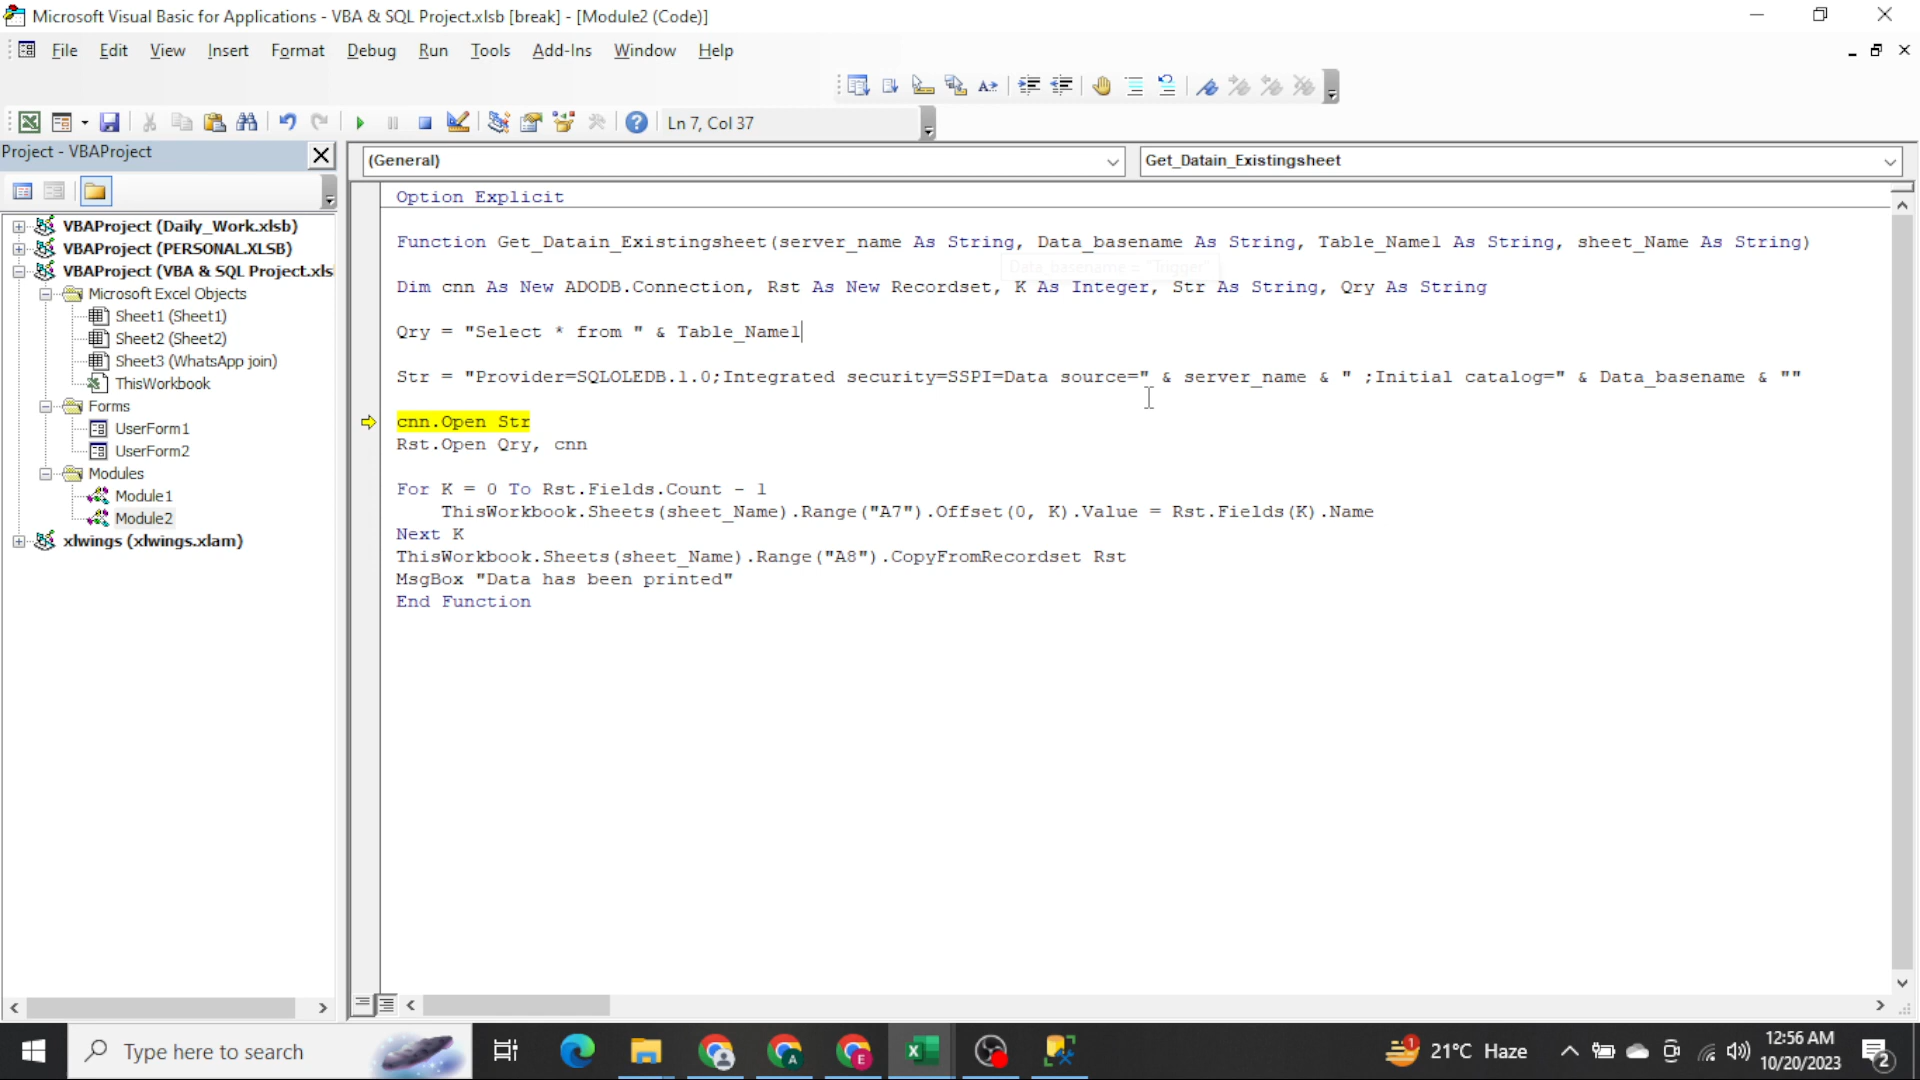 Microsoft Visual Basic for Applications - VBA & SQL Project.xlsb [break] - [Module2 (Code)]
File Edit View Insert Format Debug Run Tools Add-Ins Window Help
Ln 7, Col 37
Project - VBAProject
(General)
Get_Datain_Existingsheet
VBAProject (Daily_Work.xlsb)
VBAProject (PERSONAL.XLSB)
VBAProject (VBA & SQL Project.xls
Microsoft Excel Objects
Sheet1 (Sheet1)
Sheet2 (Sheet2)
Sheet3 (WhatsApp join)
ThisWorkbook
Forms
UserForm1
UserForm2
Modules
Module1
Module2
xlwings (xlwings.xlam)
Option Explicit
Function Get_Datain_Existingsheet(server_name As String, Data_basename As String, Table_Name1 As String, sheet_Name As String)
Data_basename = "Trigger"
Dim cnn As New ADODB.Connection, Rst As New Recordset, K As Integer, Str As String, Qry As String
Qry = "Select * from " & Table_Name1
Str = "Provider=SQLOLEDB.1.0;Integrated security=SSPI=Data source=" & server_name & " ;Initial catalog=" & Data_basename & ""
cnn.Open Str
Rst.Open Qry, cnn
For K = 0 To Rst.Fields.Count - 1
ThisWorkbook.Sheets(sheet_Name).Range("A7").Offset(0, K).Value = Rst.Fields(K).Name
Next K
ThisWorkbook.Sheets(sheet_Name).Range("A8").CopyFromRecordset Rst
MsgBox "Data has been printed"
End Function
Type here to search
21°C Haze
12:56 AM
10/20/2023
2